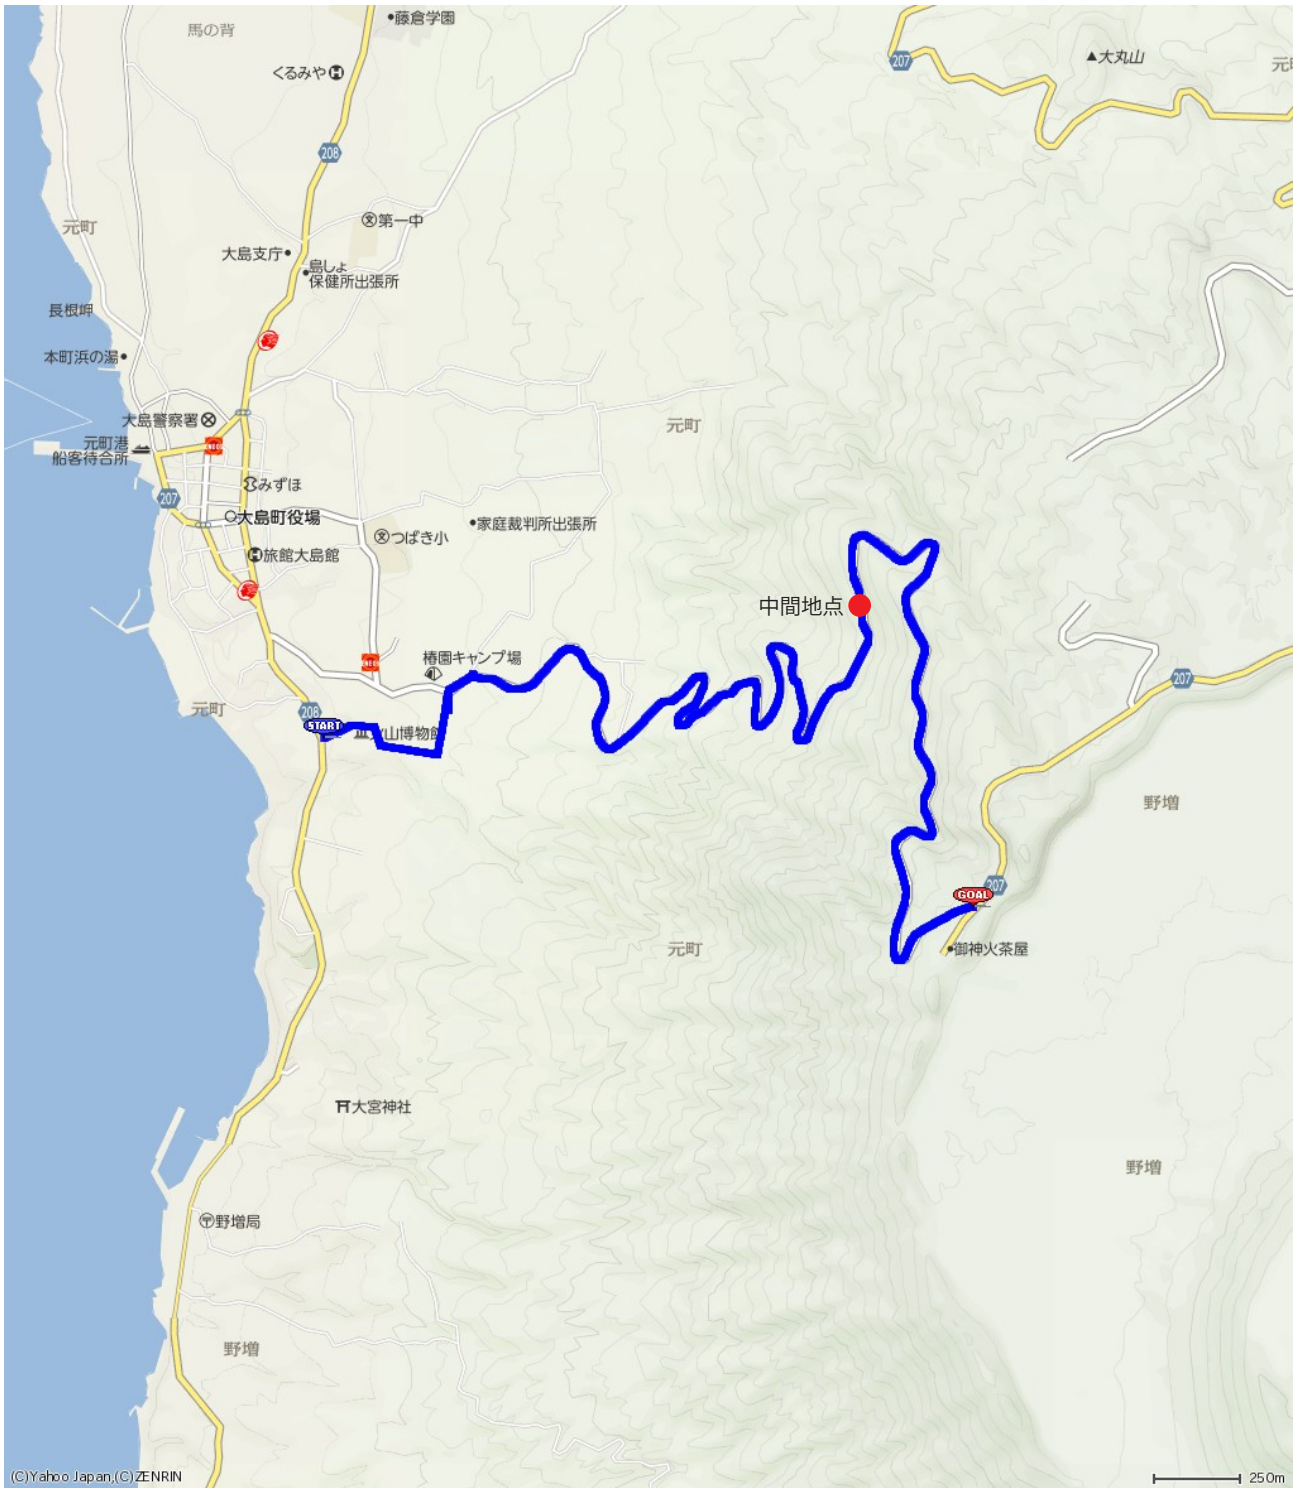 馬の背
藤倉学園
くるみや
207
大丸山
元町
208
第一中
元町
大島支庁
島しょ
保健所出張所
長根岬
本町浜の湯
大島警察署
元町
元町港
船客待合所
みずほ
207
大島町役場
家庭裁判所出張所
つばき小
旅館大島館
中間地点
椿園キャンプ場
207
元町
208
START
火山博物館
野増
207
GOAL
元町
御神火茶屋
大宮神社
野増
野増局
野増
(C)Yahoo Japan,(C)ZENRIN
250m